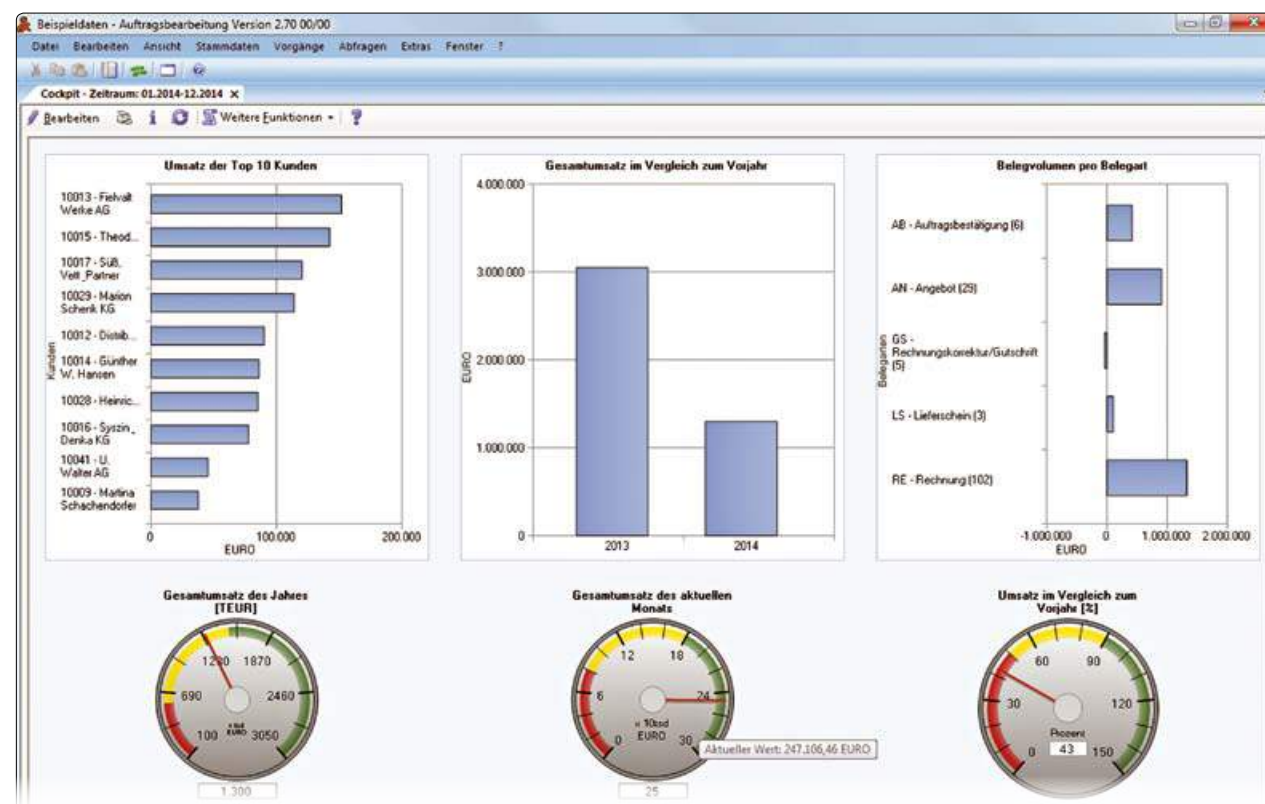 Beispieldaten - Auftragsbearbeitung Version 2.70 00/00
Datei Bearbeiten Ansicht Stammdaten Vorgänge Abfragen Extras Fenster ?
Cockpit - Zeitraum: 01.2014-12.2014 X
Bearbeiten Weitere Funktionen
Umsatz der Top 10 Kunden
10013 - Fielvalt
Werke AG
10015 - Theod...
10017 - Süß,
Vett_Partner
10029 - Marion
Schenk KG
10012 - Distrib...
10014 - Günther
W. Hansen
10028 - Heinric...
10016 - Syszin_
Denka KG
10041 - U.
Walter AG
10009 - Martina
Schachendorfer
Kunden
0 100.000 200.000
EURO
Gesamtumsatz im Vergleich zum Vorjahr
4.000.000
3.000.000
2.000.000
1.000.000
0
EURO
2013 2014
Belegvolumen pro Belegart
AB - Auftragsbestätigung (6)
AN - Angebot (29)
GS -
Rechnungskorrektur/Gutschrift
(5)
LS - Lieferschein (3)
RE - Rechnung (102)
Belegarten
-1.000.000 0 1.000.000 2.000.000
EURO
Gesamtumsatz des Jahres
[TEUR]
1280 1870
690 2460
100 EURO 3050
1.300
Gesamtumsatz des aktuellen
Monats
12 18
6 24
x 10tsd
0 EURO 30
Aktueller Wert: 247.106,46 EURO
25
Umsatz im Vergleich zum
Vorjahr [%]
60 90
30 120
Prozent
0 43 150